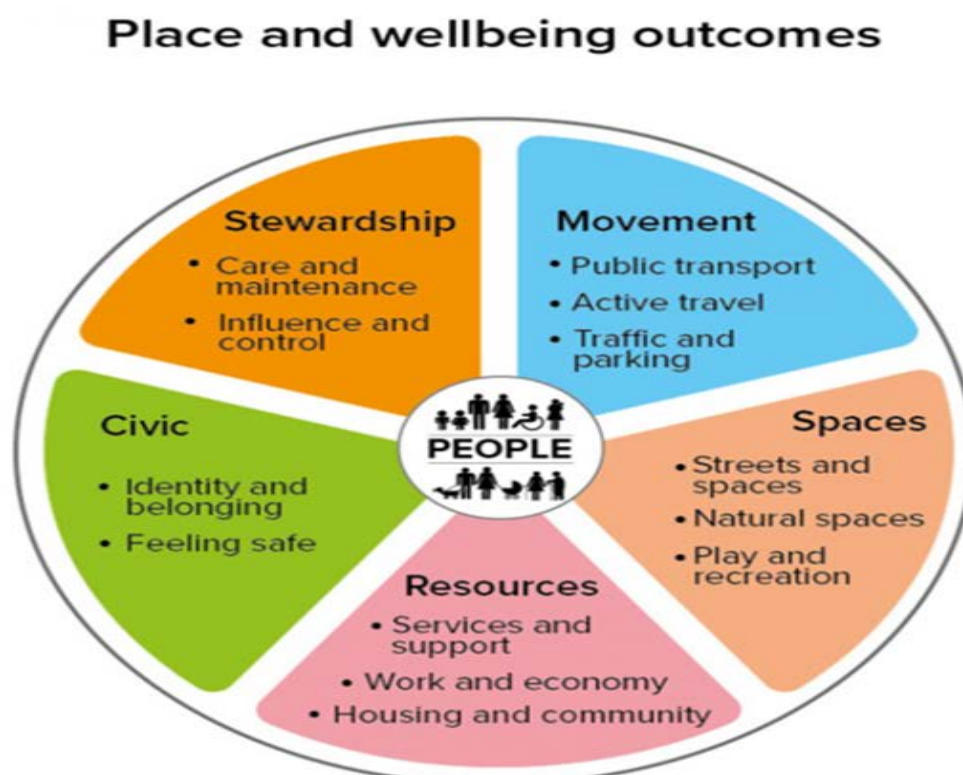 Place and wellbeing outcomes
Stewardship
• Care and
maintenance
• Influence and
control
Movement
• Public transport
• Active travel
• Traffic and
parking
Civic
• Identity and
belonging
• Feeling safe
PEOPLE
Spaces
• Streets and
spaces
• Natural spaces
• Play and
recreation
Resources
• Services and
support
• Work and economy
• Housing and community